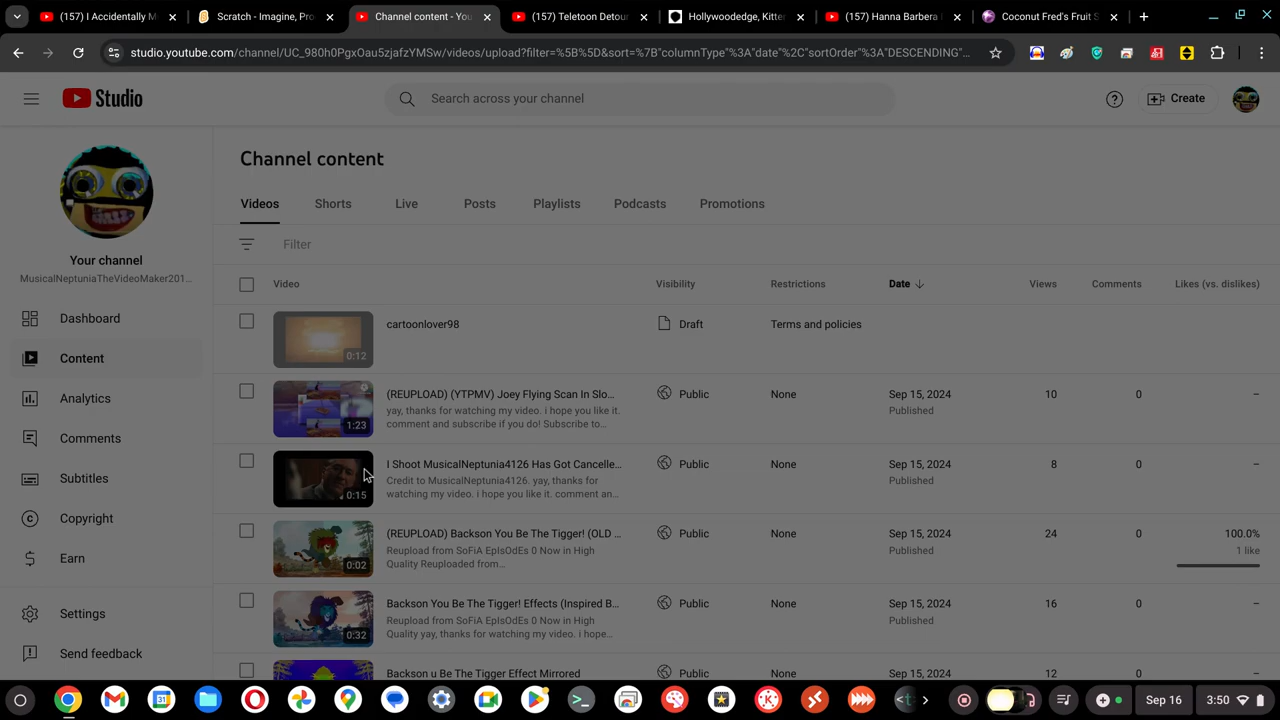 (157) I Accidentally M
Scratch - Imagine, Pro
Channel content - You
(157) Teletoon Detour
Hollywoodedge, Kitter
(157) Hanna Barbera
Coconut Fred's Fruit S
studio.youtube.com/channel/UC_980h0PgxOau5zjafzYMSw/videos/upload?filter=%5B%5D&sort=%7B"columnType"%3A"date"%2C"sortOrder"%3A"DESCENDING"...
Studio
Search across your channel
Create
Your channel
MusicalNeptuniaTheVideoMaker201...
Dashboard
Content
Analytics
Comments
Subtitles
Copyright
Earn
Settings
Send feedback
Channel content
Videos Shorts Live Posts Playlists Podcasts Promotions
Filter
Video Visibility Restrictions Date Views Comments Likes (vs. dislikes)
0:12
cartoonlover98
Draft
Terms and policies
1:23
(REUPLOAD) (YTPMV) Joey Flying Scan In Slo...
yay, thanks for watching my video. i hope you like it.
comment and subscribe if you do! Subscribe to...
Public None Sep 15, 2024 10 0 –
Published
0:15
I Shoot MusicalNeptunia4126 Has Got Cancelle...
Credit to MusicalNeptunia4126. yay, thanks for
watching my video. i hope you like it. comment an...
Public None Sep 15, 2024 8 0 –
Published
0:02
(REUPLOAD) Backson You Be The Tigger! (OLD ...
Reupload from SoFiA EpIsOdEs 0 Now in High
Quality Reuploaded from...
Public None Sep 15, 2024 24 0 100.0%
Published
1 like
0:32
Backson You Be The Tigger! Effects (Inspired B...
Reupload from SoFiA EpIsOdEs 0 Now in High
Quality yay, thanks for watching my video. i hope...
Public None Sep 15, 2024 16 0 –
Published
Backson u Be The Tigger Effect Mirrored
Public None Sep 15, 2024 12 0 –
Sep 16
3:50